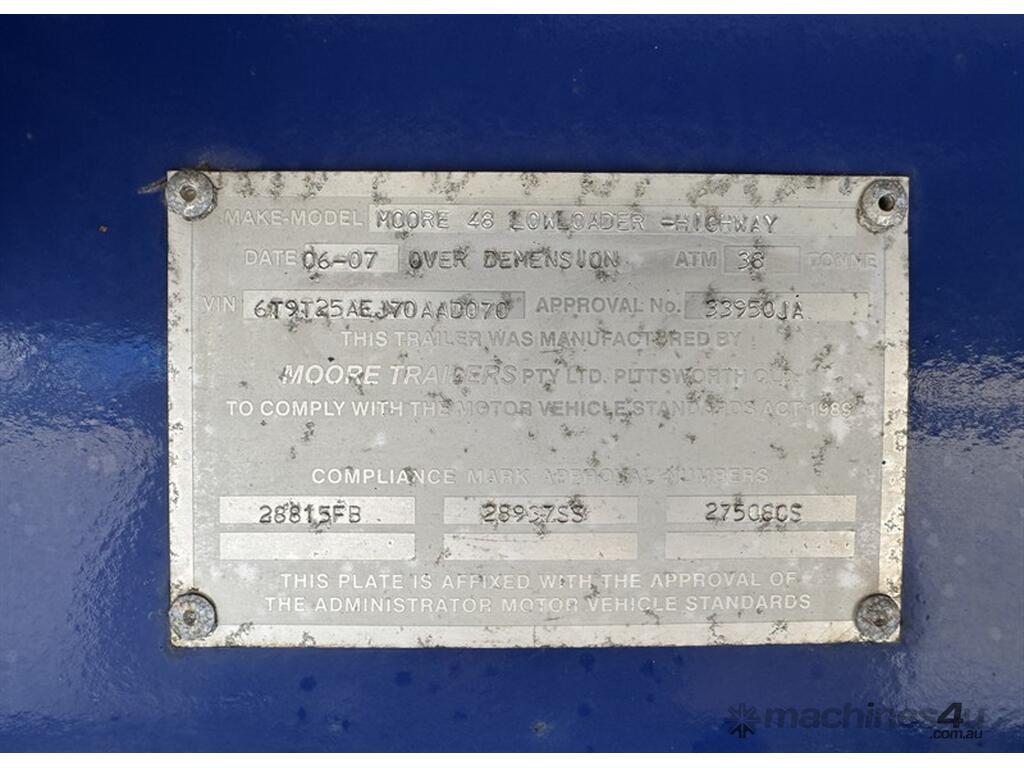 MAKE-MODEL MOORE 48 LOWLOADER -HIGHWAY
DATE 06-07 OVER DEMENSION ATM 38 TONNE
VIN 6T9T25AEJ70AAD070 APPROVAL No. 33950JA
THIS TRAILER WAS MANUFACTURED BY
MOORE TRAILERS PTY LTD. PITTSWORTH QLD
TO COMPLY WITH THE MOTOR VEHICLE STANDARDS ACT 1989
COMPLIANCE MARK APPROVAL NUMBERS
28815FB 28937SS 27508CS
THIS PLATE IS AFFIXED WITH THE APPROVAL OF
THE ADMINISTRATOR MOTOR VEHICLE STANDARDS
machines4u
.com.au